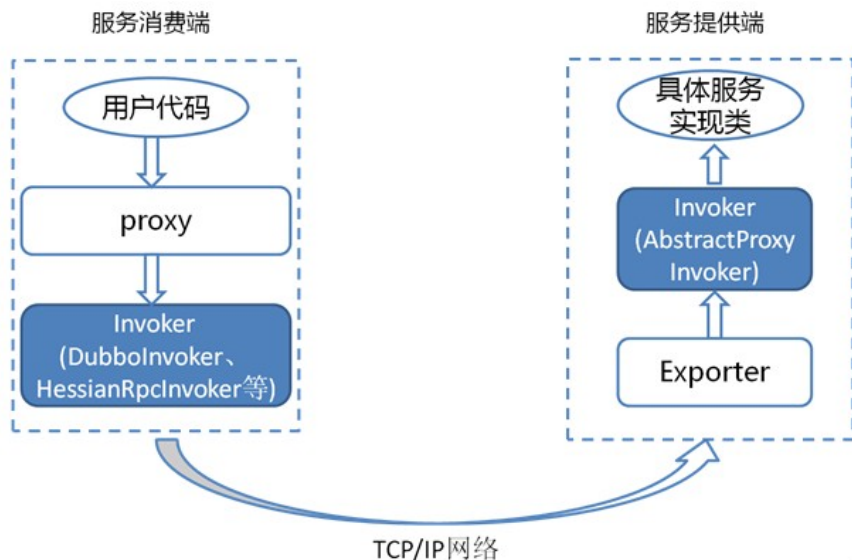 服务消费端
用户代码
proxy
Invoker
(DubboInvoker、
HessianRpcInvoker等)
服务提供端
具体服务
实现类
Invoker
(AbstractProxy
Invoker)
Exporter
TCP/IP网络